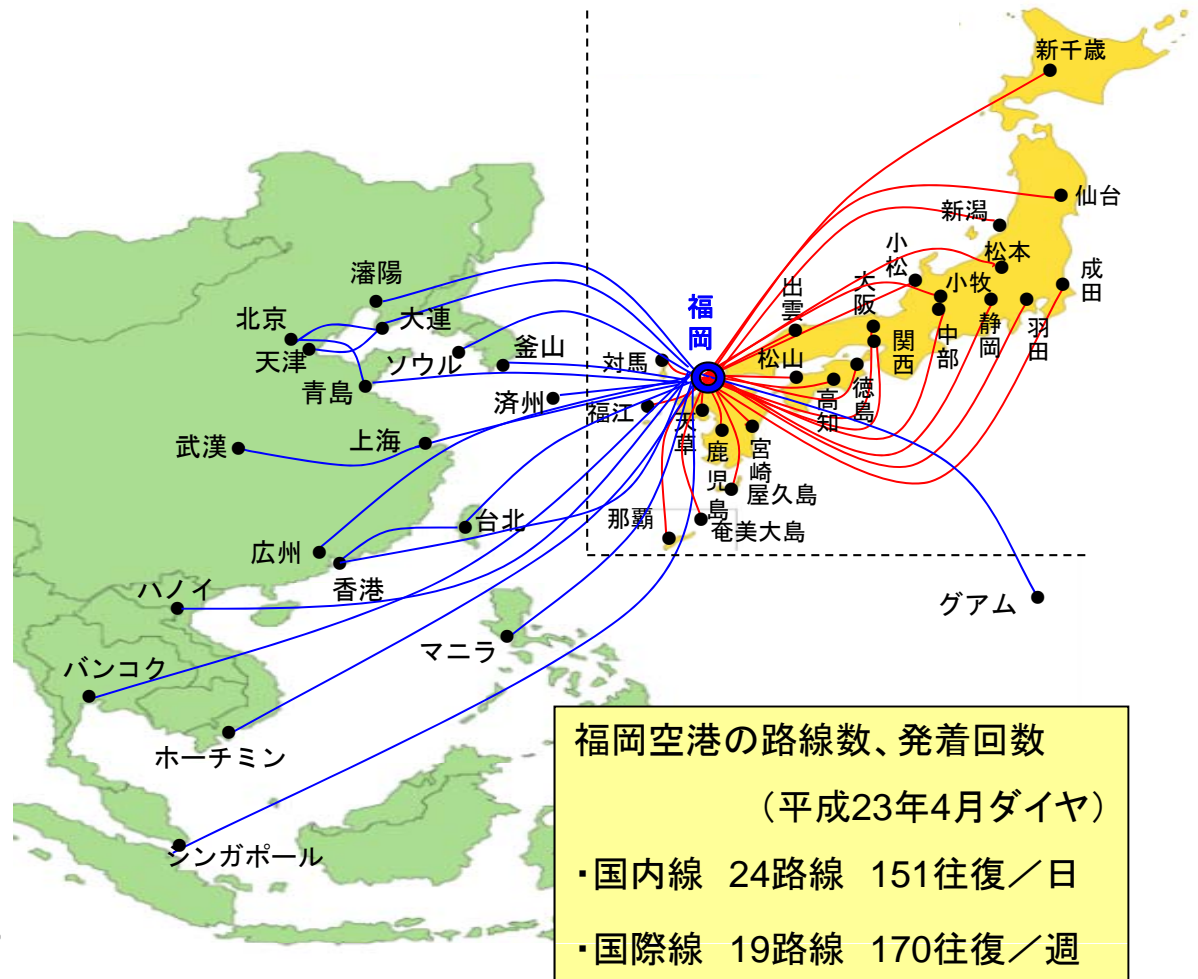 新千歳
仙台
新潟
小松
松本
成田
瀋陽
大阪
小牧
出雲
福岡
北京
大連
静岡
羽田
天津
ソウル
釜山
対馬
関西
中部
松山
青島
済州
福江
高知
徳島
天草
武漢
上海
鹿児島
宮崎
屋久島
那覇
奄美大島
台北
広州
香港
ハノイ
グアム
マニラ
バンコク
ホーチミン
シンガポール
福岡空港の路線数、発着回数
（平成23年4月ダイヤ）
・国内線 24路線 151往復／日
・国際線 19路線 170往復／週